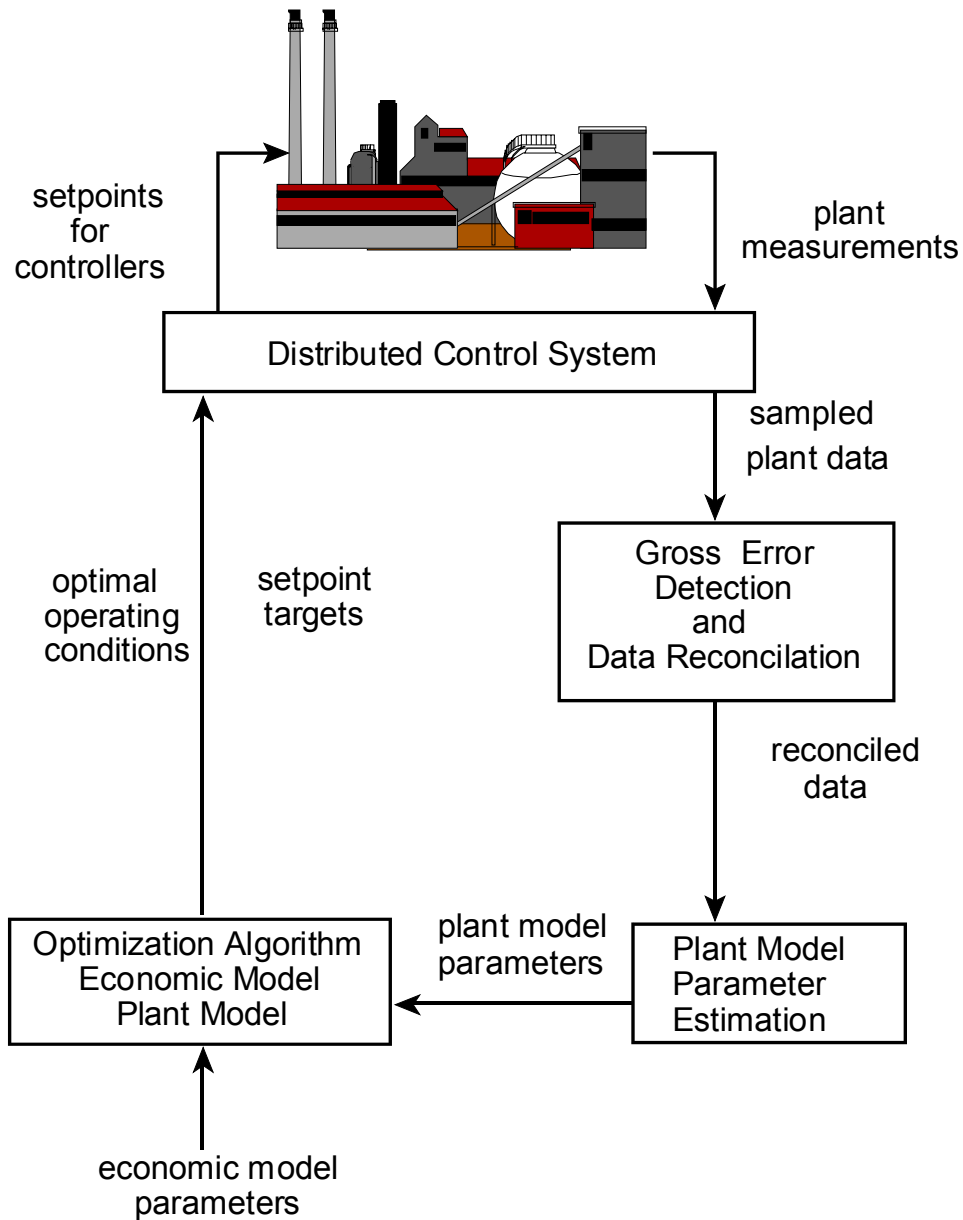 setpoints
for
controllers
plant
measurements
Distributed Control System
sampled
plant data
Gross Error
Detection
and
Data Reconcilation
optimal
operating
conditions
setpoint
targets
reconciled
data
Optimization Algorithm
Economic Model
Plant Model
plant model
parameters
Plant Model
Parameter
Estimation
economic model
parameters